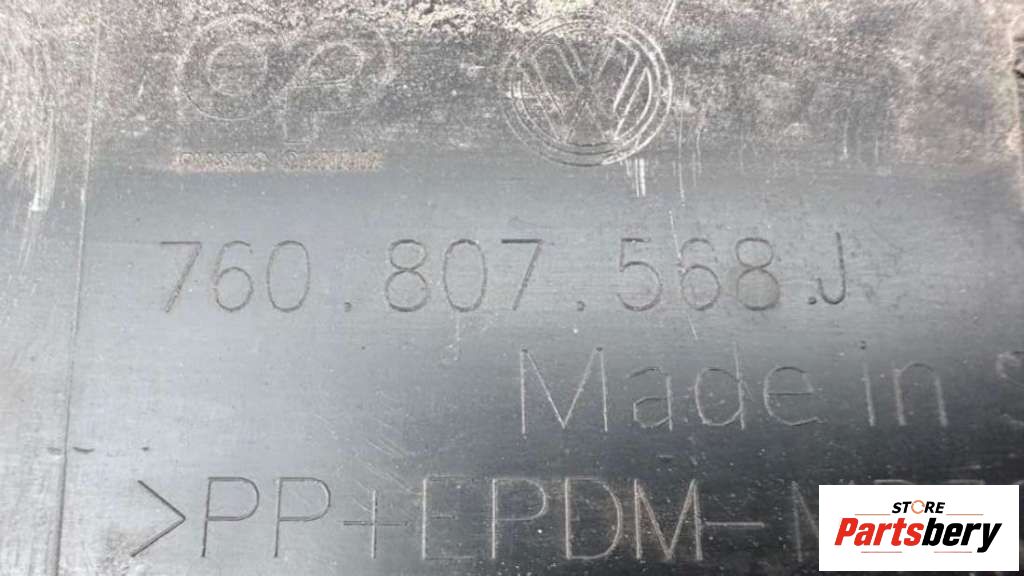 760.807.568.J
Made in S
>PP+EPDM-M
STORE
Partsbery